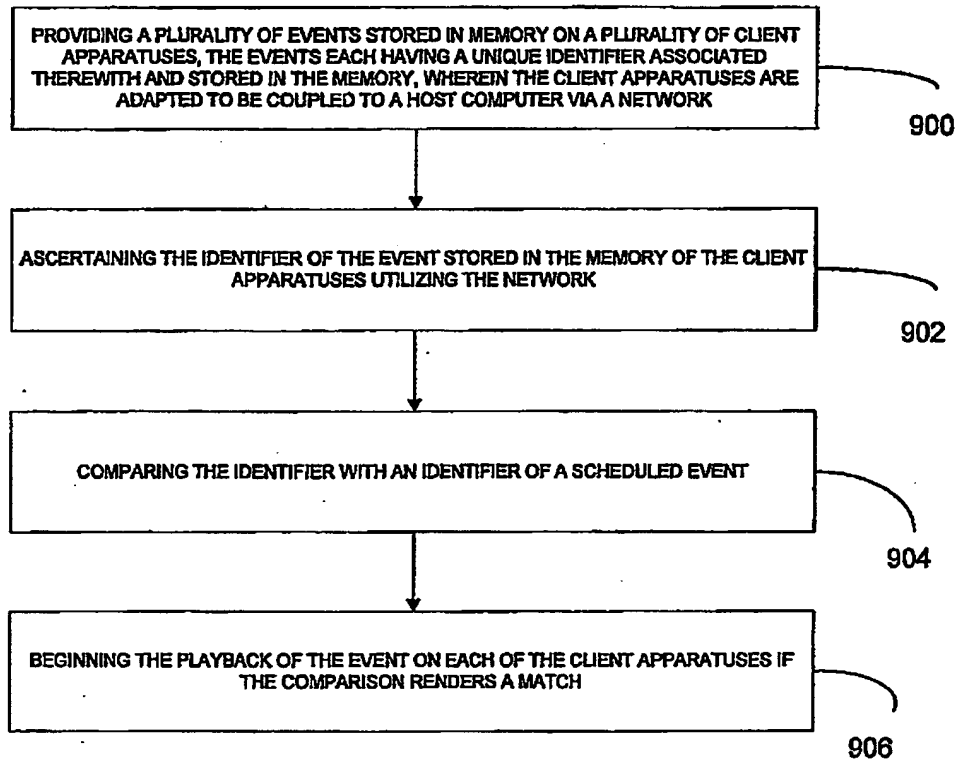 PROVIDING A PLURALITY OF EVENTS STORED IN MEMORY ON A PLURALITY OF CLIENT
APPARATUSES, THE EVENTS EACH HAVING A UNIQUE IDENTIFIER ASSOCIATED
THEREWITH AND STORED IN THE MEMORY, WHEREIN THE CLIENT APPARATUSES ARE
ADAPTED TO BE COUPLED TO A HOST COMPUTER VIA A NETWORK
900
ASCERTAINING THE IDENTIFIER OF THE EVENT STORED IN THE MEMORY OF THE CLIENT
APPARATUSES UTILIZING THE NETWORK
902
COMPARING THE IDENTIFIER WITH AN IDENTIFIER OF A SCHEDULED EVENT
904
BEGINNING THE PLAYBACK OF THE EVENT ON EACH OF THE CLIENT APPARATUSES IF
THE COMPARISON RENDERS A MATCH
906